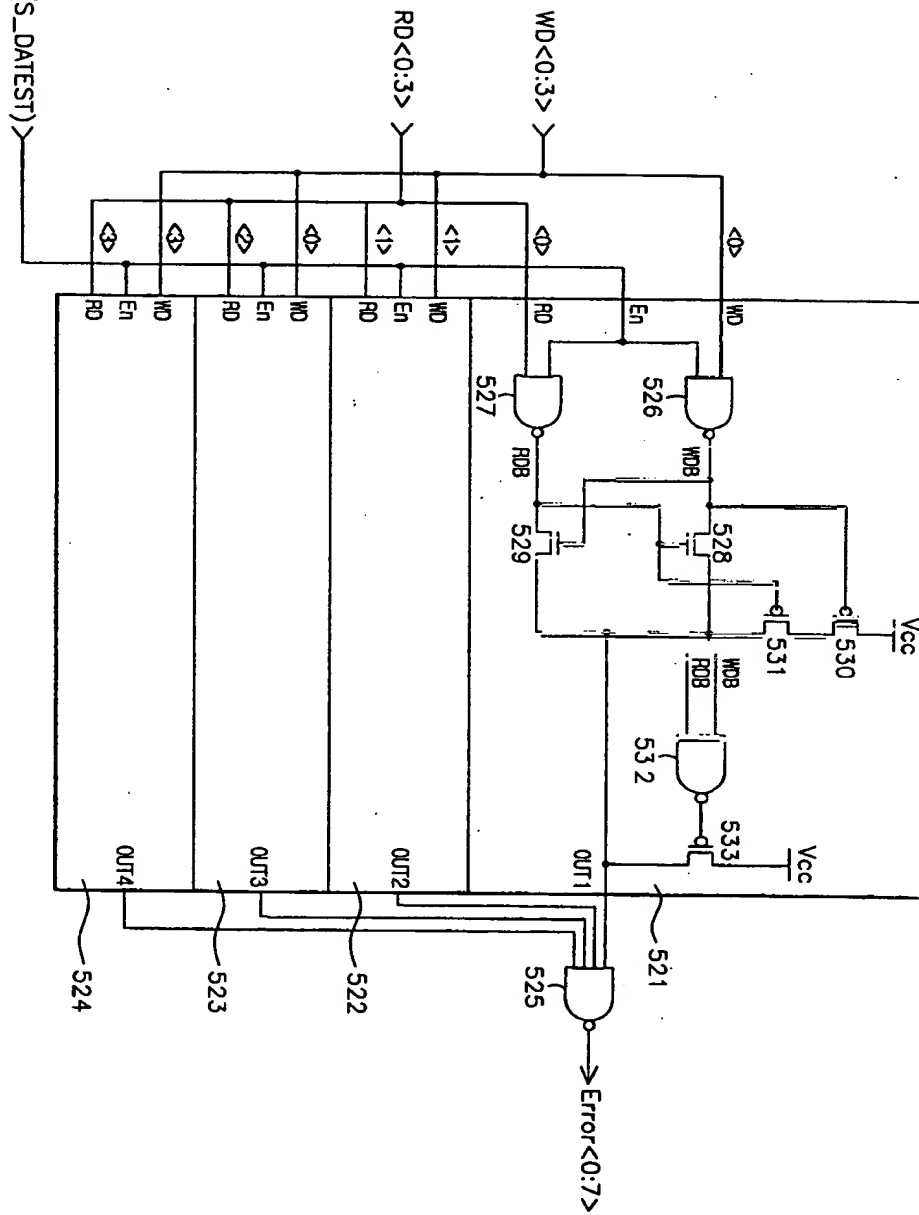 Vcc
530
Vcc
531
533
<0>
WD
WDB
528
WDB
RDB
526
532
521
En
OUT1
Error<0:7>
WD<0:3>
<0>
RD
RDB
529
527
525
<1>
WD
En
RD<0:3>
<1>
RD
OUT2
522
<0>
WD
En
<2>
RD
OUT3
523
<3>
WD
En
<3>
RD
OUT4
524
S_DATEST)